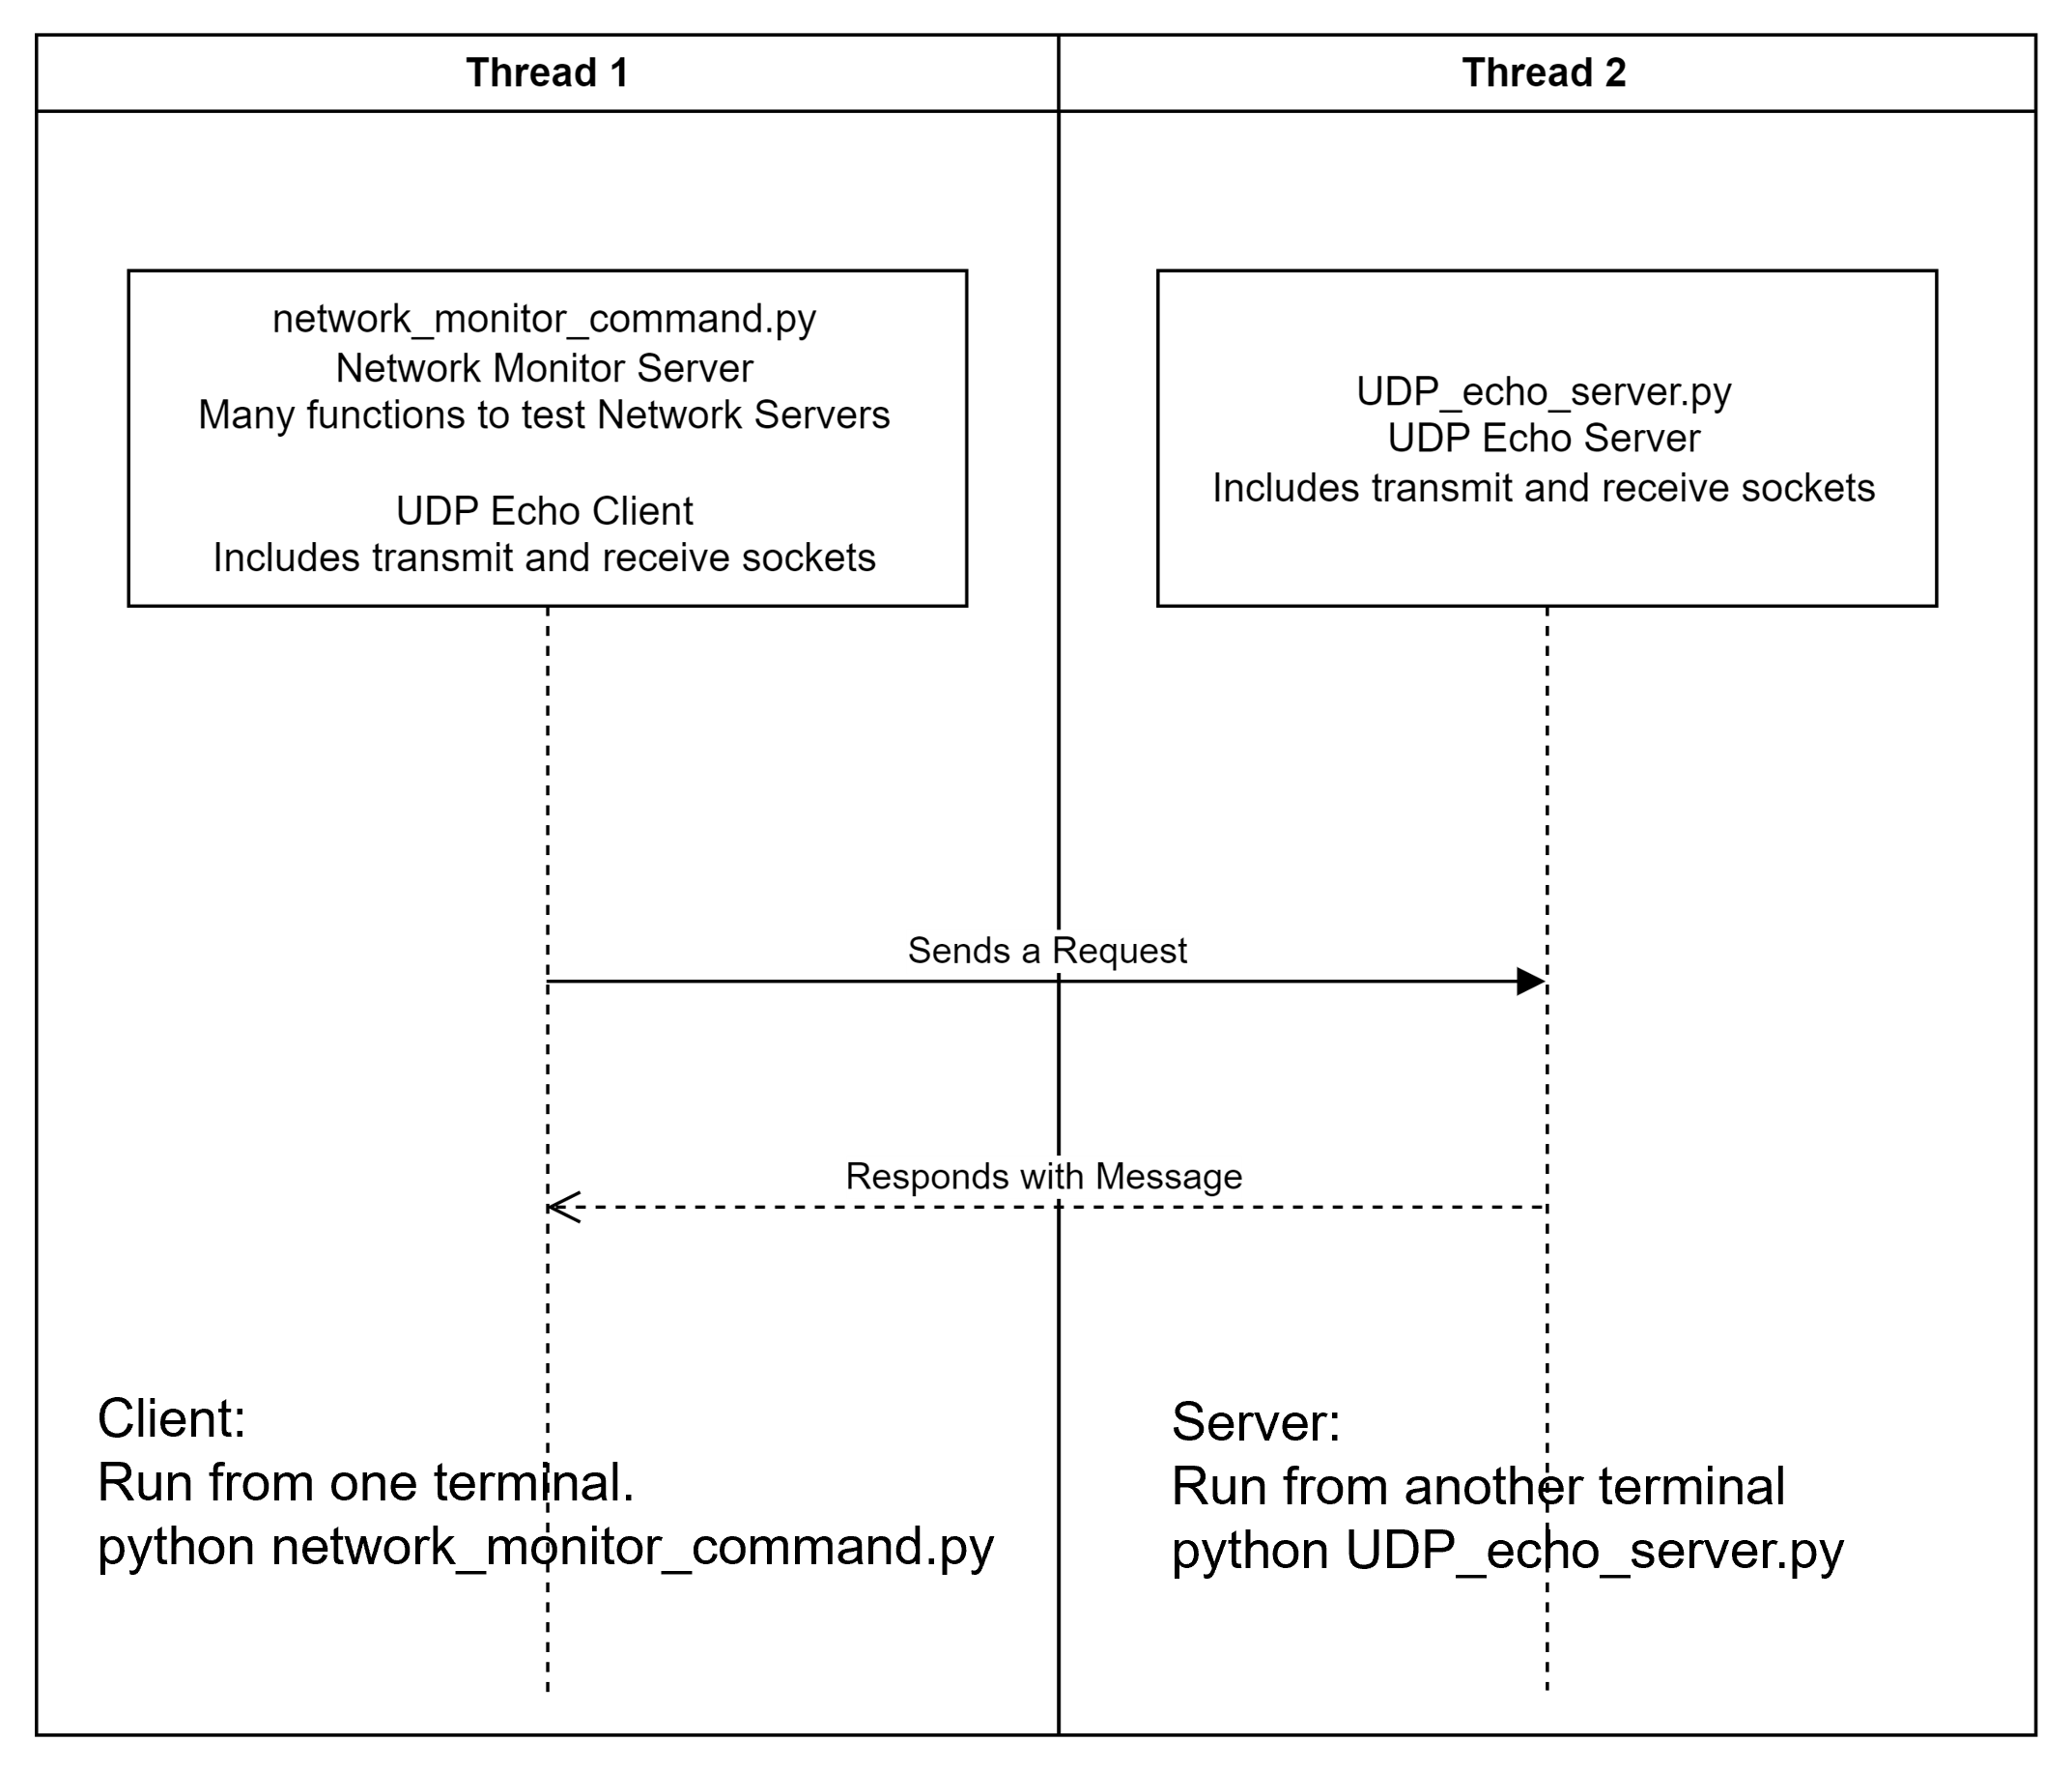 Thread 1
Thread 2
network_monitor_command.py
Network Monitor Server
Many functions to test Network Servers
UDP Echo Client
Includes transmit and receive sockets
UDP_echo_server.py
UDP Echo Server
Includes transmit and receive sockets
Sends a Request
Responds with Message
Client:
Run from one terminal.
python network_monitor_command.py
Server:
Run from another terminal
python UDP_echo_server.py